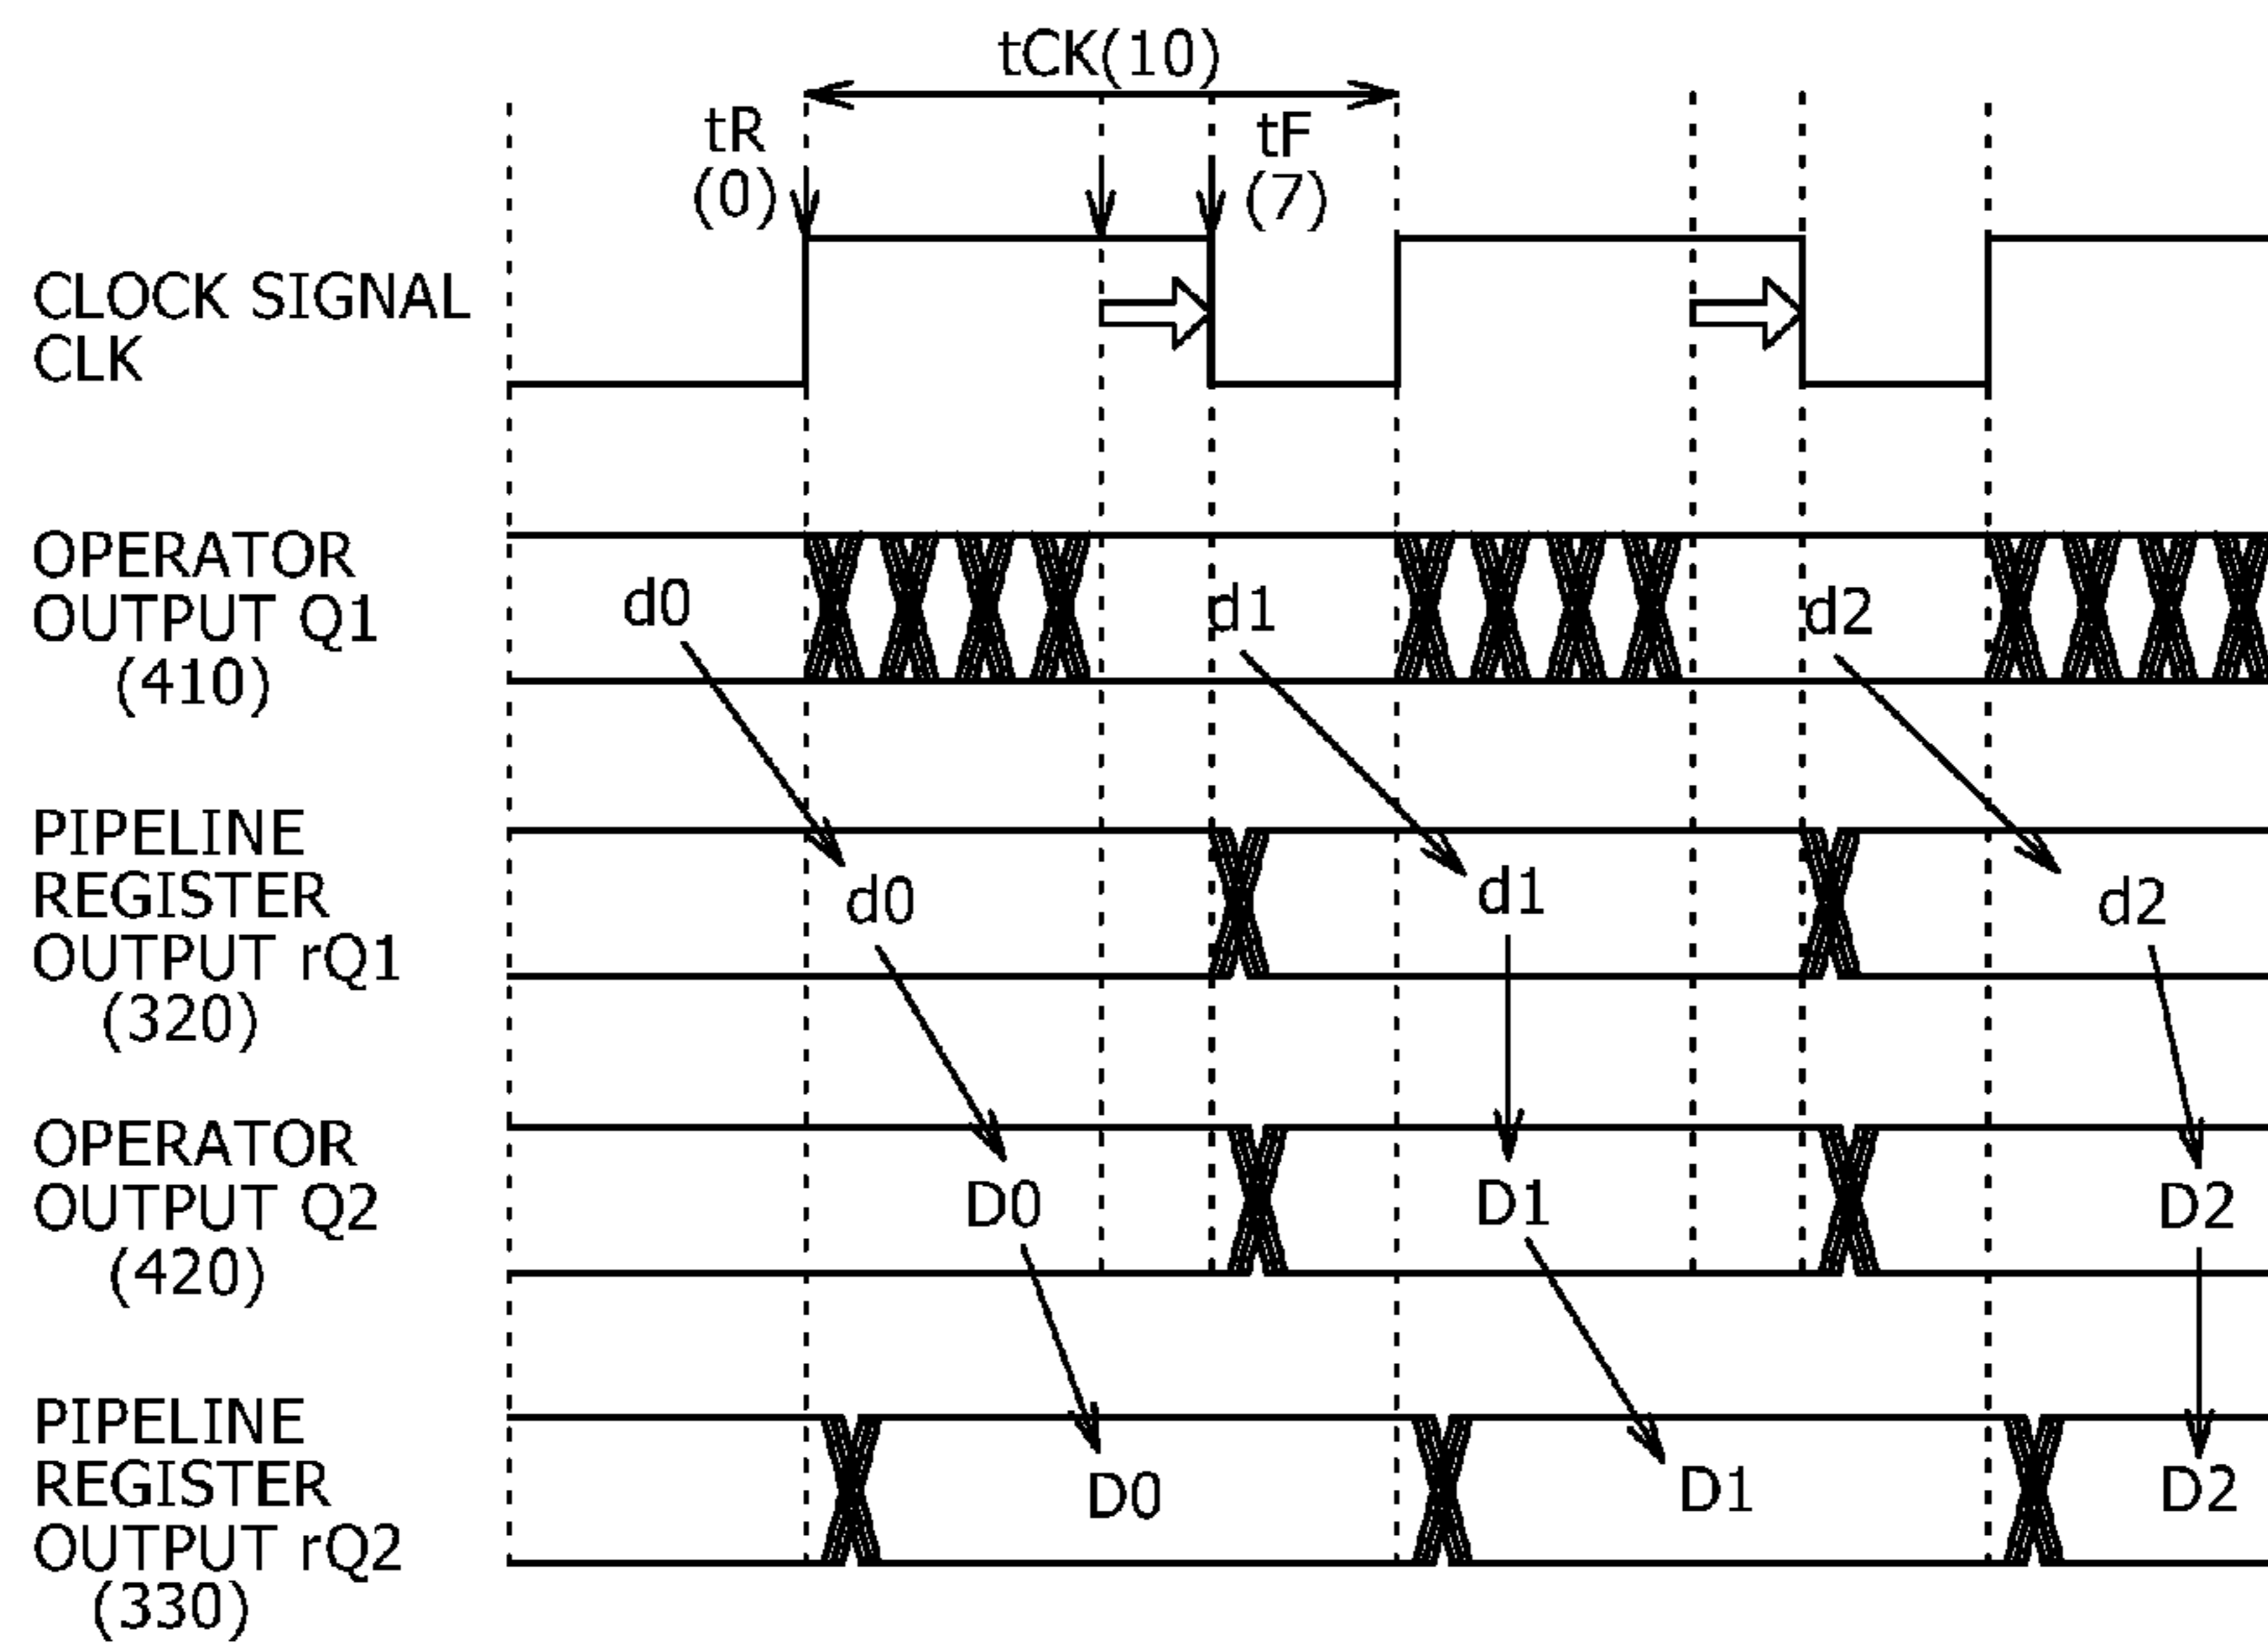 tCK(10)
tR
(0)
tF
(7)
CLOCK SIGNAL
CLK
OPERATOR
OUTPUT Q1
(410)
d0
d1
d2
PIPELINE
REGISTER
OUTPUT rQ1
(320)
d0
d1
d2
OPERATOR
OUTPUT Q2
(420)
D0
D1
D2
PIPELINE
REGISTER
OUTPUT rQ2
(330)
D0
D1
D2